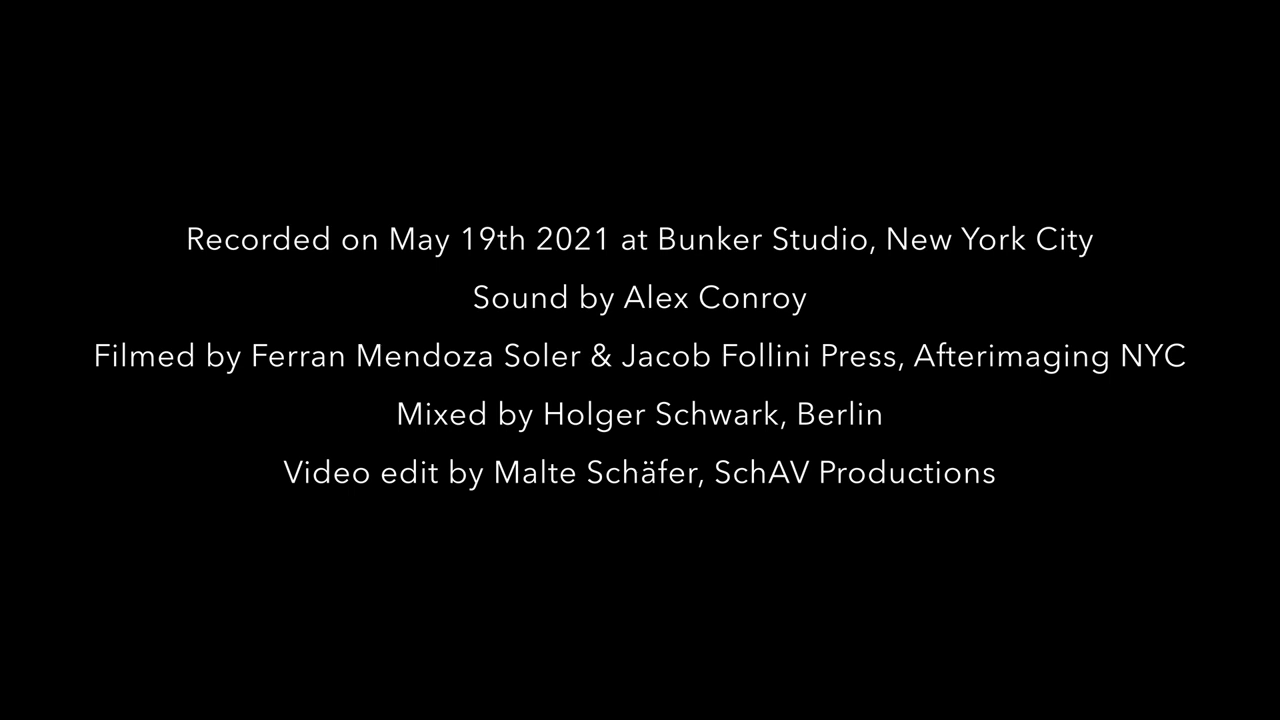 Recorded on May 19th 2021 at Bunker Studio, New York City
Sound by Alex Conroy
Filmed by Ferran Mendoza Soler & Jacob Follini Press, Afterimaging NYC
Mixed by Holger Schwark, Berlin
Video edit by Malte Schäfer, SchAV Productions